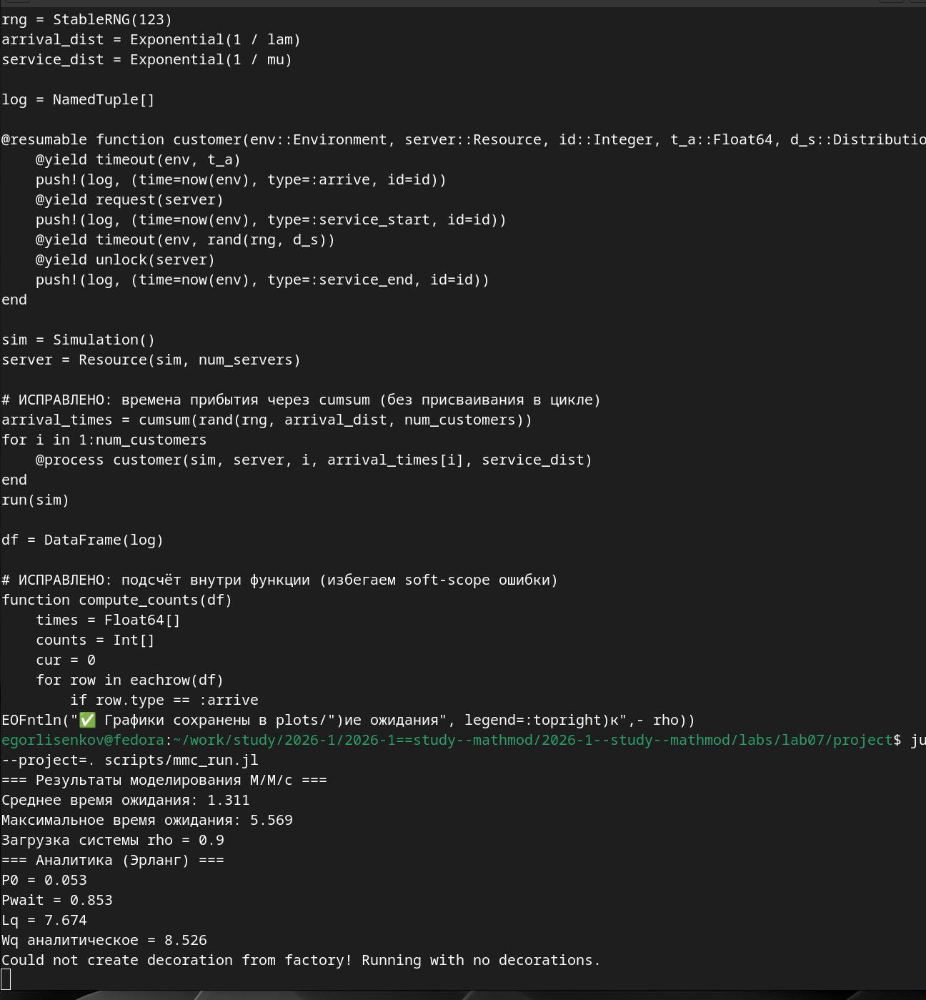 rng = StableRNG(123)
arrival_dist = Exponential(1 / lam)
service_dist = Exponential(1 / mu)

log = NamedTuple[]

@resumable function customer(env::Environment, server::Resource, id::Integer, t_a::Float64, d_s::Distributio
    @yield timeout(env, t_a)
    push!(log, (time=now(env), type=:arrive, id=id))
    @yield request(server)
    push!(log, (time=now(env), type=:service_start, id=id))
    @yield timeout(env, rand(rng, d_s))
    @yield unlock(server)
    push!(log, (time=now(env), type=:service_end, id=id))
end

sim = Simulation()
server = Resource(sim, num_servers)

# ИСПРАВЛЕНО: времена прибытия через cumsum (без присваивания в цикле)
arrival_times = cumsum(rand(rng, arrival_dist, num_customers))
for i in 1:num_customers
    @process customer(sim, server, i, arrival_times[i], service_dist)
end
run(sim)

df = DataFrame(log)

# ИСПРАВЛЕНО: подсчёт внутри функции (избегаем soft-scope ошибки)
function compute_counts(df)
    times = Float64[]
    counts = Int[]
    cur = 0
    for row in eachrow(df)
        if row.type == :arrive
EOFntln("✅ Графики сохранены в plots/")ие ожидания", legend=:topright)к",- rho))
egorlisenkov@fedora:~/work/study/2026-1/2026-1==study--mathmod/2026-1--study--mathmod/labs/lab07/project$ ju
--project=. scripts/mmc_run.jl
=== Результаты моделирования M/M/c ===
Среднее время ожидания: 1.311
Максимальное время ожидания: 5.569
Загрузка системы rho = 0.9
=== Аналитика (Эрланг) ===
P0 = 0.053
Pwait = 0.853
Lq = 7.674
Wq аналитическое = 8.526
Could not create decoration from factory! Running with no decorations.